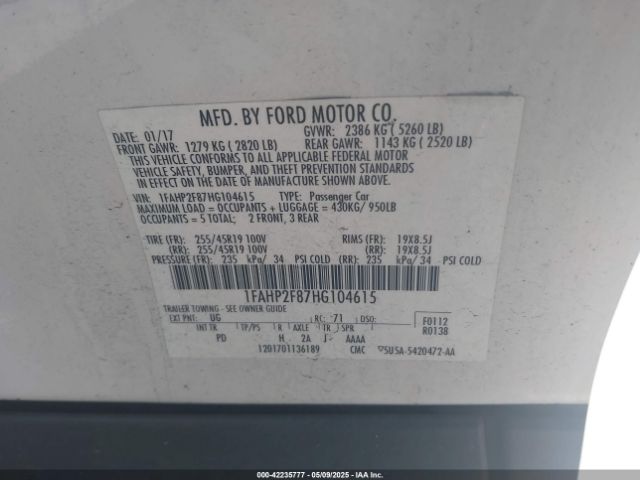 MFD. BY FORD MOTOR CO.
DATE: 01/17 GVWR: 2386 KG ( 5260 LB)
FRONT GAWR: 1279 KG ( 2820 LB) REAR GAWR: 1143 KG ( 2520 LB)
THIS VEHICLE CONFORMS TO ALL APPLICABLE FEDERAL MOTOR
VEHICLE SAFETY, BUMPER, AND THEFT PREVENTION STANDARDS
IN EFFECT ON THE DATE OF MANUFACTURE SHOWN ABOVE.
VIN: 1FAHP2F87HG104615 TYPE: Passenger Car
MAXIMUM LOAD = OCCUPANTS + LUGGAGE = 430KG/ 950LB
OCCUPANTS = 5 TOTAL; 2 FRONT, 3 REAR
TIRE (FR): 255/45R19 100V RIMS (FR): 19X8.5J
(RR): 255/45R19 100V (RR): 19X8.5J
PRESSURE (FR): 235 kPa/ 34 PSI COLD (RR): 235 kPa/ 34 PSI COLD
1FAHP2F87HG104615
TRAILER TOWING - SEE OWNER GUIDE
EXT PNT: UG RC: 71 DSO: F0112
INT TR TP/PS R AXLE TR SPR R0138
PD H 2A J AAAA
1201701136189 CMC 5U5A-5420472-AA
000-42235777 - 05/09/2025 - IAAI.COM